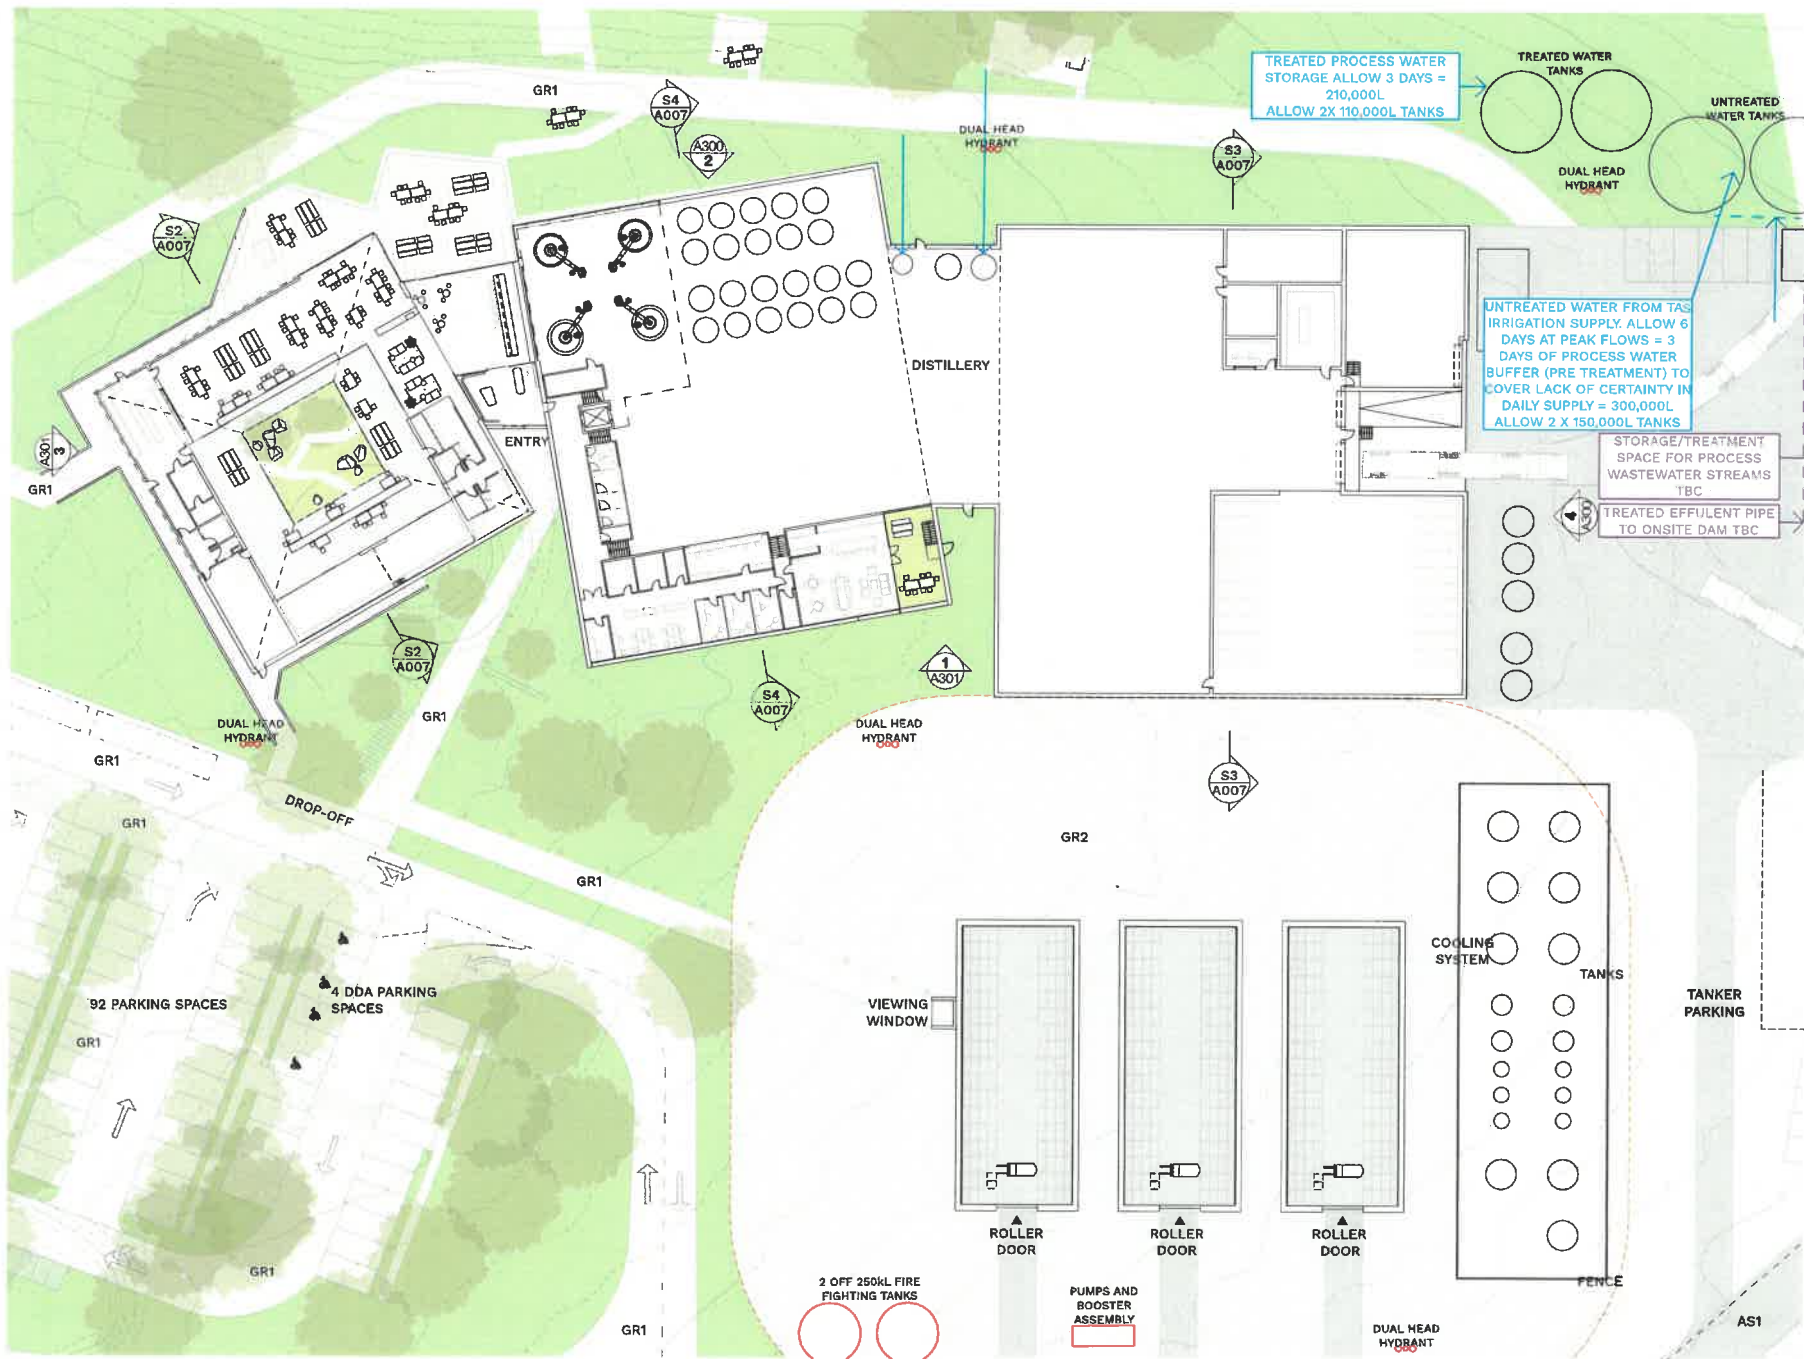 TREATED PROCESS WATER
STORAGE ALLOW 3 DAYS =
210,000L
ALLOW 2X 110,000L TANKS
TREATED WATER
TANKS
UNTREATED
WATER TANKS
GR1
S4
A007
A300
2
DUAL HEAD
HYDRANT
S3
A007
DUAL HEAD
HYDRANT
S2
A007
UNTREATED WATER FROM TAS
IRRIGATION SUPPLY. ALLOW 6
DAYS AT PEAK FLOWS = 3
DAYS OF PROCESS WATER
BUFFER (PRE TREATMENT) TO
COVER LACK OF CERTAINTY IN
DAILY SUPPLY = 300,000L
ALLOW 2 X 150,000L TANKS
DISTILLERY
ENTRY
A301
3
GR1
STORAGE/TREATMENT
SPACE FOR PROCESS
WASTEWATER STREAMS
TBC
4
A300
TREATED EFFULENT PIPE
TO ONSITE DAM TBC
S2
A007
1
A301
S4
A007
GR1
DUAL HEAD
HYDRANT
DUAL HEAD
HYDRANT
GR1
S3
A007
DROP-OFF
GR1
GR2
GR1
COOLING
SYSTEM
TANKS
92 PARKING SPACES
4 DDA PARKING
SPACES
VIEWING
WINDOW
TANKER
PARKING
GR1
ROLLER
DOOR
ROLLER
DOOR
ROLLER
DOOR
GR1
2 OFF 250kL FIRE
FIGHTING TANKS
PUMPS AND
BOOSTER
ASSEMBLY
FENCE
GR1
DUAL HEAD
HYDRANT
AS1